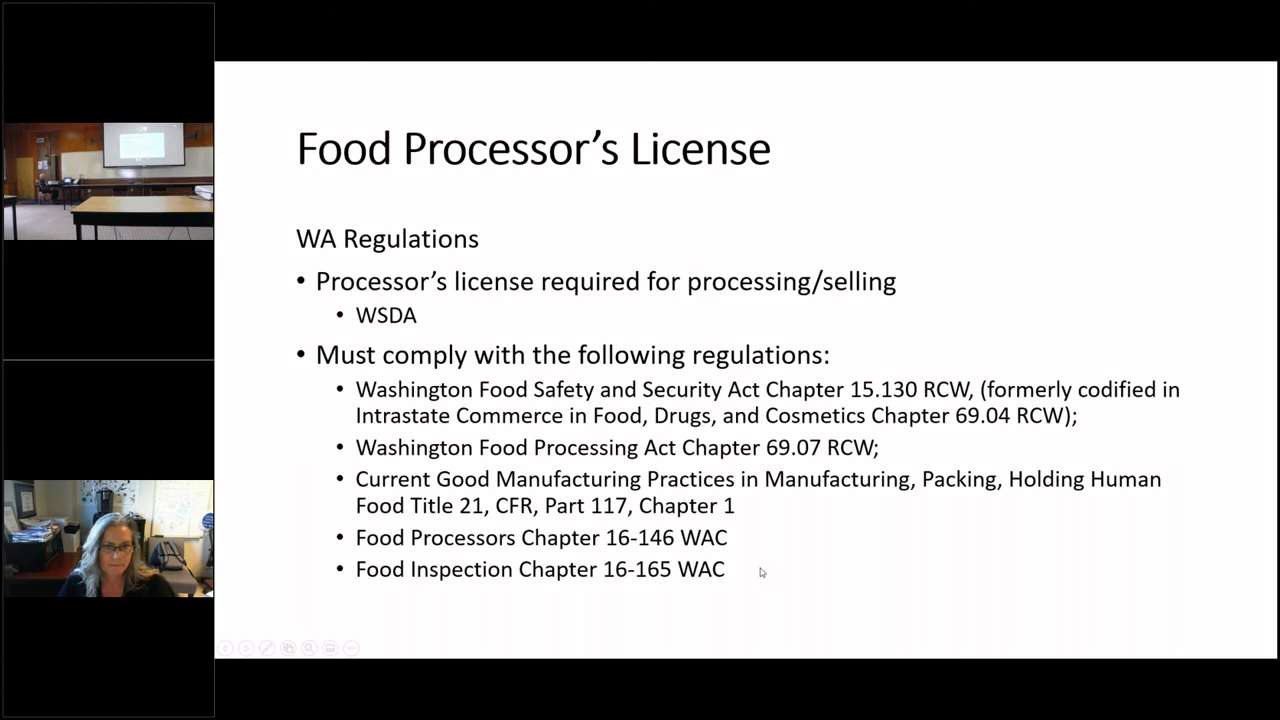 Food Processor's License
WA Regulations
• Processor's license required for processing/selling
• WSDA
• Must comply with the following regulations:
• Washington Food Safety and Security Act Chapter 15.130 RCW, (formerly codified in
Intrastate Commerce in Food, Drugs, and Cosmetics Chapter 69.04 RCW);
• Washington Food Processing Act Chapter 69.07 RCW;
• Current Good Manufacturing Practices in Manufacturing, Packing, Holding Human
Food Title 21, CFR, Part 117, Chapter 1
• Food Processors Chapter 16-146 WAC
• Food Inspection Chapter 16-165 WAC